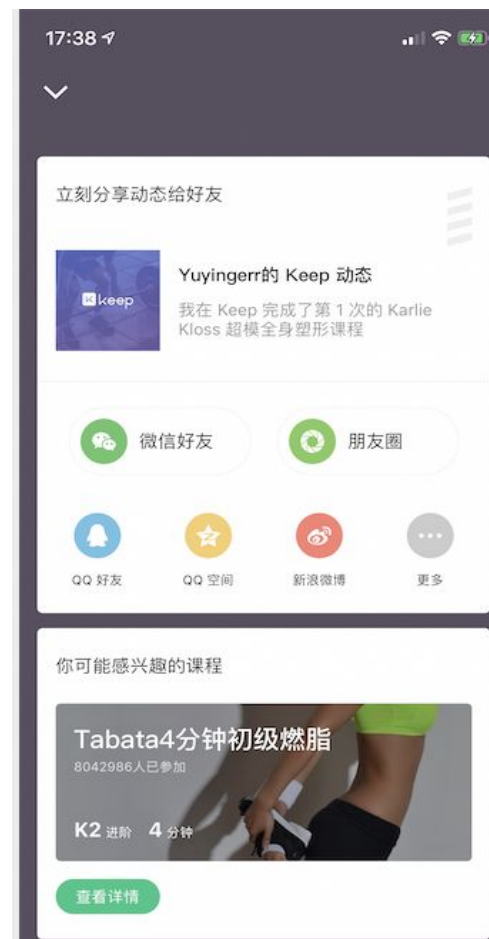 17:38
立刻分享动态给好友
keep
Yuyingerr的 Keep 动态
我在 Keep 完成了第 1 次的 Karlie
Kloss 超模全身塑形课程
微信好友
朋友圈
QQ 好友
QQ 空间
新浪微博
更多
你可能感兴趣的课程
Tabata4分钟初级燃脂
8042986人已参加
K2 进阶 4 分钟
查看详情